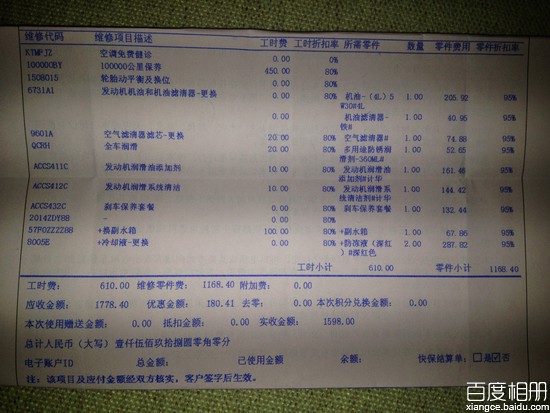 维修代码 维修项目描述 工时费 工时折扣率 所需零件 数量 零件费用 零件折扣率
KTMPJZ 空调免费健诊 0.00 0%
100000BY 100000公里保养 450.00 80%
1508015 轮胎动平衡及换位 0.00 80%
6731A1 发动机机油和机油滤清器-更换 0.00 80% 机油-(4L)5W30#4L 1.00 205.92 95%
0.00 机油滤清器-铁# 1.00 40.95 95%
9601A 空气滤清器滤芯-更换 20.00 80% 空气滤清器# 1.00 74.88 95%
QCRH 全车润滑 20.00 80% 多用途防锈润滑剂-360ML# 1.00 52.65 95%
ACCS411C 发动机润滑油添加剂 10.00 80% 发动机润滑油添加剂#计华 1.00 161.46 95%
ACCS412C 发动机润滑系统清洁 10.00 80% 发动机润滑系统清洁剂#计华 1.00 144.42 95%
ACCS432C 刹车保养套餐 0.00 80% 刹车保养套餐 1.00 192.44 95%
2014ZDY88 - 0.00 80%
57F0ZZZ88 +换副水箱 100.00 80% +副水箱 1.00 67.86 95%
8005E +冷却液-更换 0.00 80% +防冻液(深红)#深红色 2.00 287.82 95%
工时小计 610.00 零件小计 1168.40
工时费: 610.00 维修零件费: 1168.40 附加费: 0.00
应收金额: 1778.40 优惠金额: 180.41 去零: 0.00 本次积分兑换金额: 0.00
本次使用赠送金额: 0.00 抵扣金额: 0.00 实收金额: 1598.00
总计人民币(大写) 壹仟伍佰玖拾捌圆零角零分
电子账户ID 总金额: 已使用金额 余额: 快保结算单: □是☑否
注: 该项目及应付金额经双方核实,客户签字后生效。
百度相册
xiangce.baidu.com